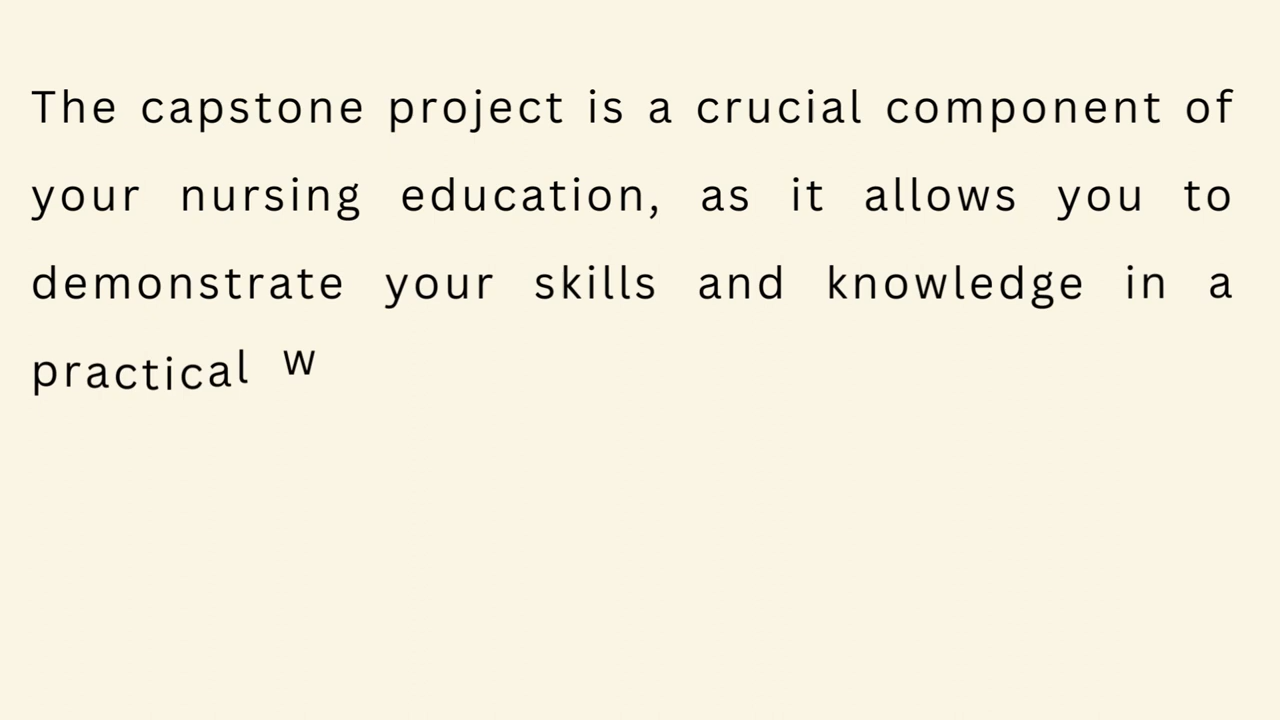 The capstone project is a crucial component of
your nursing education, as it allows you to
demonstrate your skills and knowledge in a
practical w